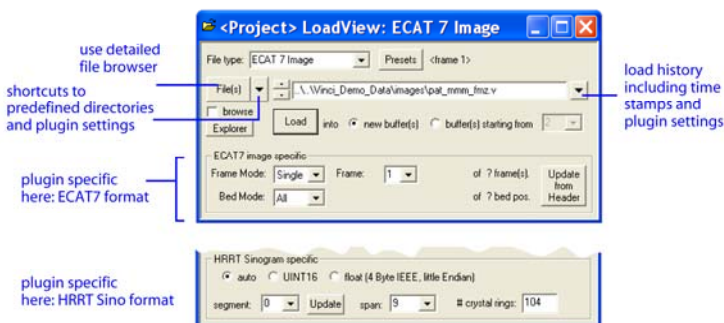 <Project> LoadView: ECAT 7 Image
use detailed
file browser
File type: ECAT 7 Image Presets <frame 1>
shortcuts to
predefined directories
and plugin settings
File(s) ..\..\Vinci_Demo_Data\images\pat_mmm_fmz.v
load history
including time
stamps and
plugin settings
browse
Explorer Load into new buffer(s) buffer(s) starting from 2
plugin specific
here: ECAT7 format
ECAT7 image specific
Frame Mode: Single Frame: 1 of ? frame(s).
Bed Mode: All of ? bed pos.
Update
from
Header
plugin specific
here: HRRT Sino format
HRRT Sinogram specific
auto UINT16 float (4 Byte IEEE, little Endian)
segment: 0 Update span: 9 # crystal rings: 104